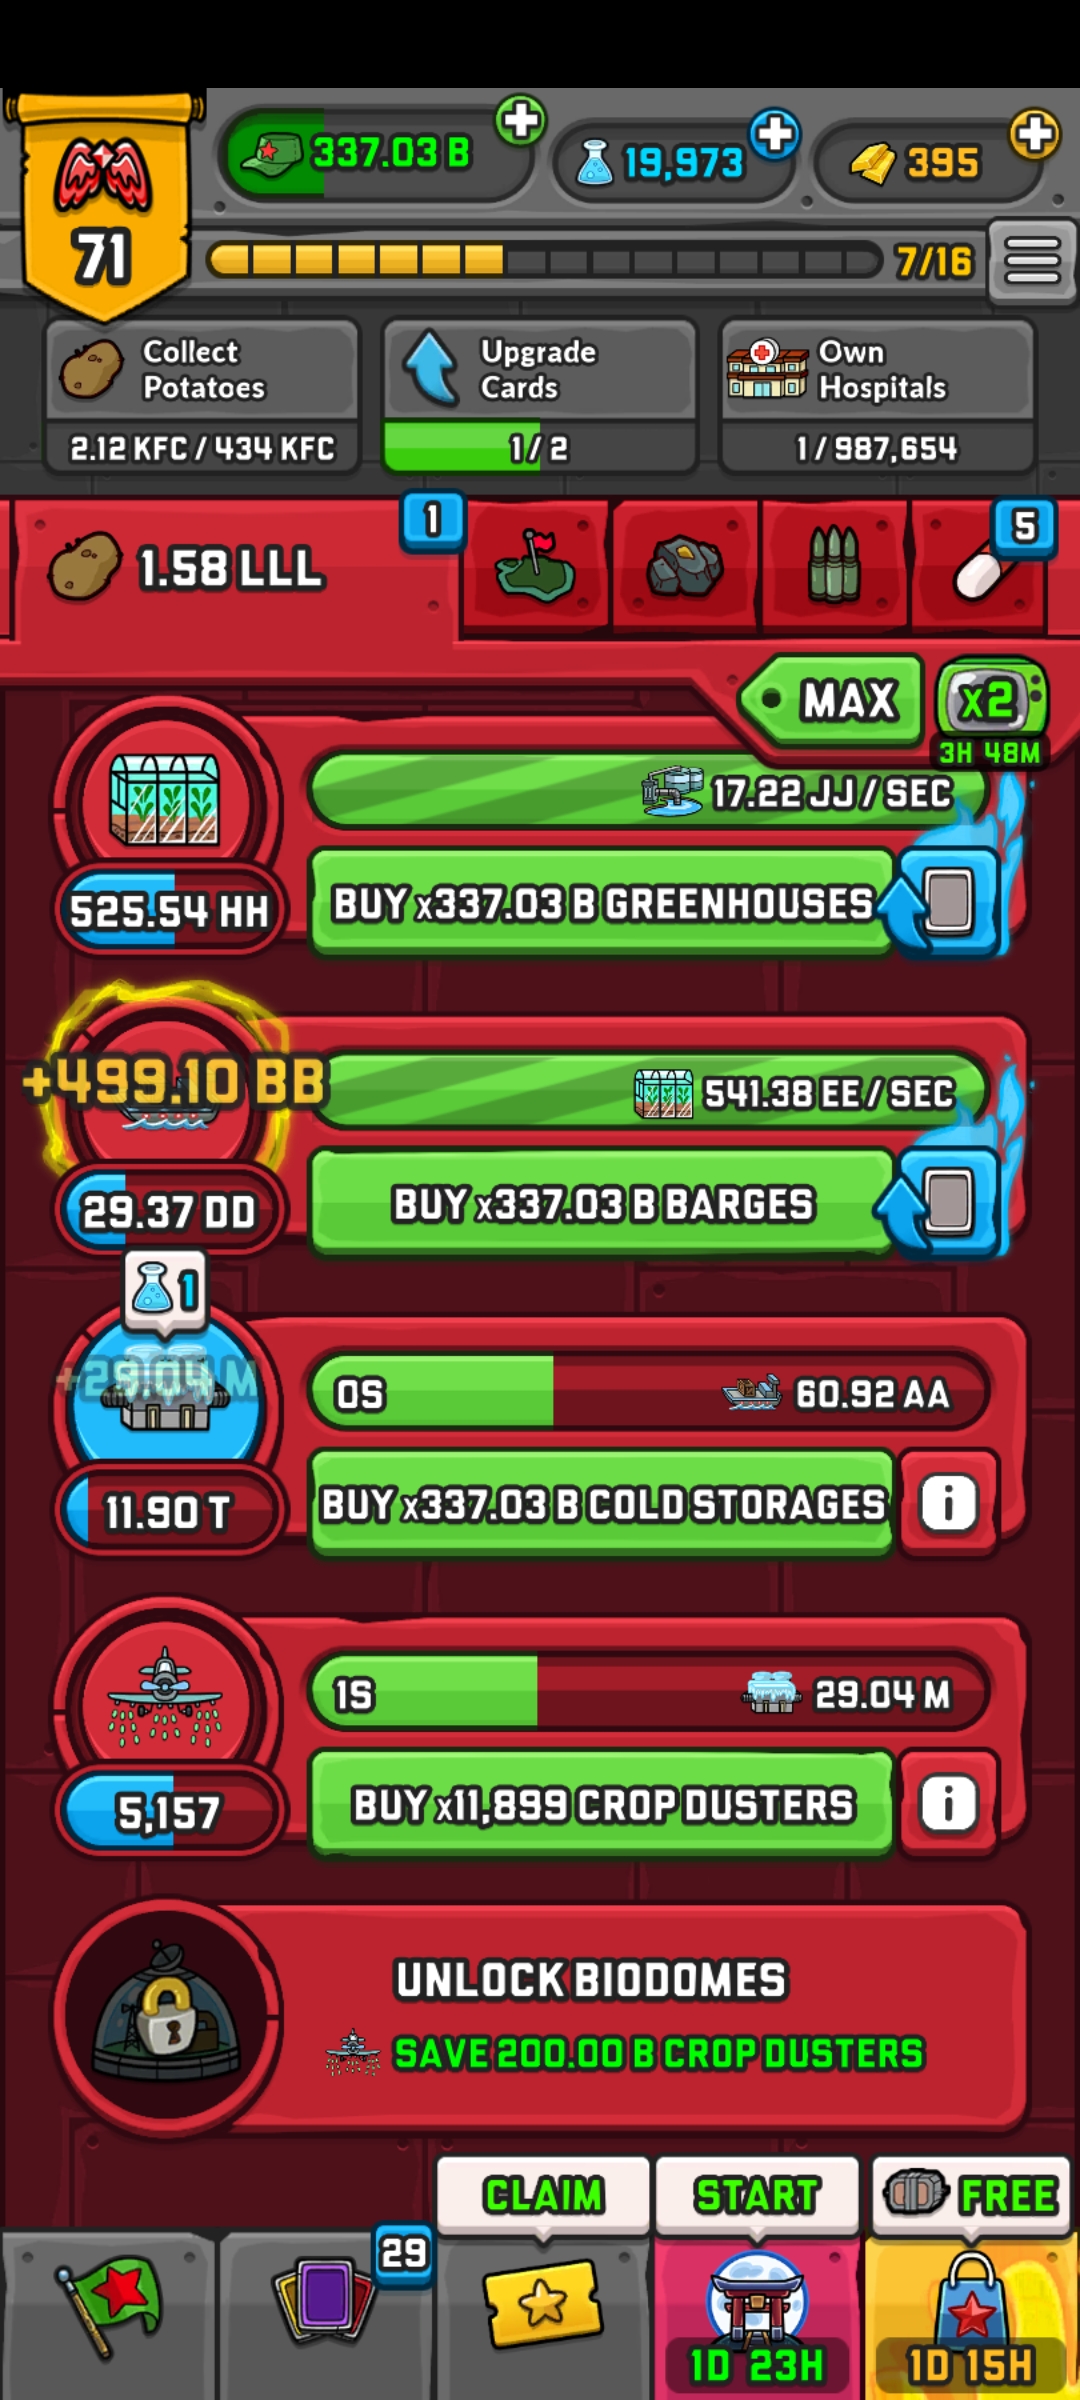 337.03 B
19,973
395
71
7/16
Collect
Potatoes
2.12 KFC / 434 KFC
Upgrade
Cards
1 / 2
Own
Hospitals
1 / 987,654
1.58 LLL
1
5
MAX
x2
3H 48M
17.22 JJ / SEC
525.54 HH
BUY x337.03 B GREENHOUSES
+499.10 BB
541.38 EE / SEC
29.37 DD
BUY x337.03 B BARGES
1
+29.04 M
0S
60.92 AA
11.90 T
BUY x337.03 B COLD STORAGES
i
1S
29.04 M
5,157
BUY x11,899 CROP DUSTERS
i
UNLOCK BIODOMES
SAVE 200.00 B CROP DUSTERS
CLAIM
START
FREE
29
1D 23H
1D 15H